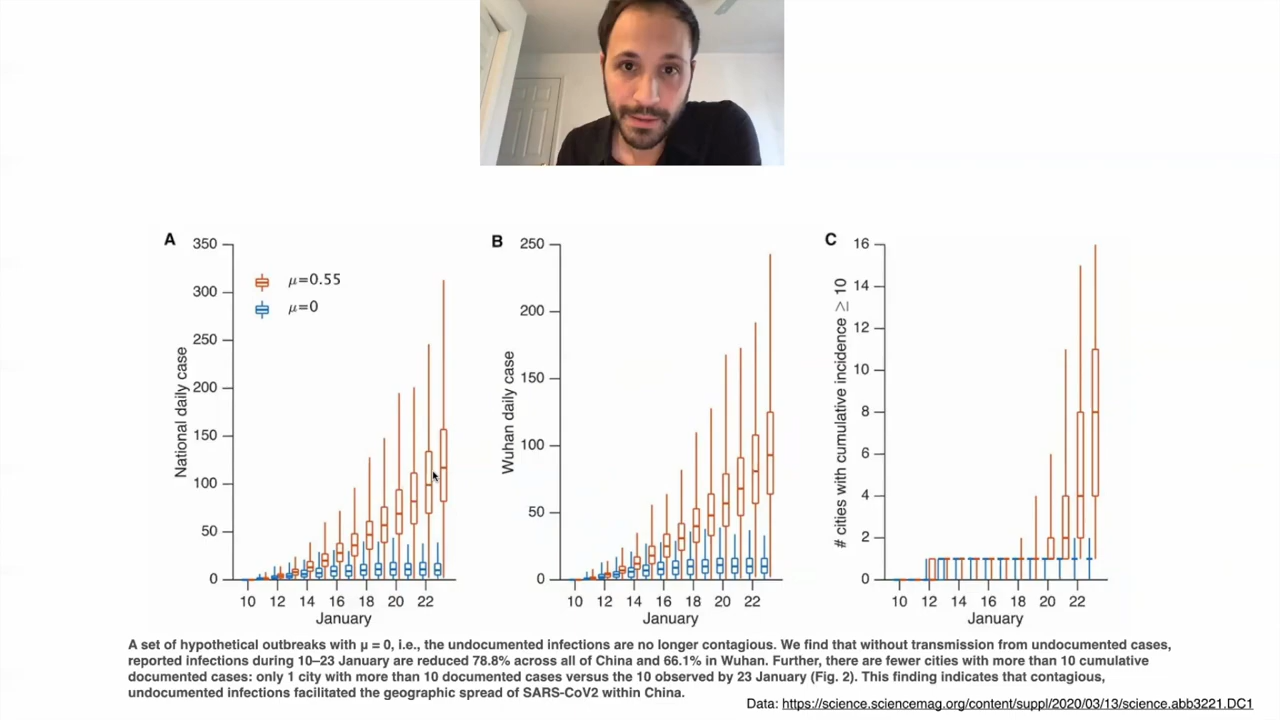 A
350
300
250
200
150
100
50
0
National daily case
μ=0.55
μ=0
10 12 14 16 18 20 22
January
B
250
200
150
100
50
0
Wuhan daily case
10 12 14 16 18 20 22
January
C
16
14
12
10
8
6
4
2
0
# cities with cumulative incidence ≥ 10
10 12 14 16 18 20 22
January
A set of hypothetical outbreaks with μ = 0, i.e., the undocumented infections are no longer contagious. We find that without transmission from undocumented cases,
reported infections during 10–23 January are reduced 78.8% across all of China and 66.1% in Wuhan. Further, there are fewer cities with more than 10 cumulative
documented cases: only 1 city with more than 10 documented cases versus the 10 observed by 23 January (Fig. 2). This finding indicates that contagious,
undocumented infections facilitated the geographic spread of SARS-CoV2 within China.
Data: https://science.sciencemag.org/content/suppl/2020/03/13/science.abb3221.DC1